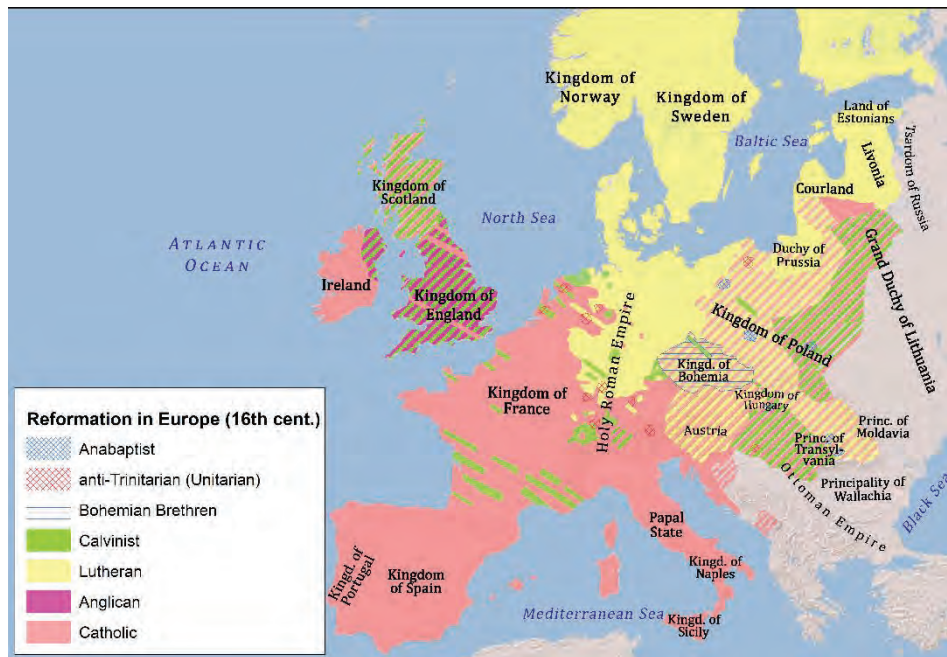 Kingdom of
Norway
Kingdom of
Sweden
Land of
Estonians
Tsardom of Russia
Baltic Sea
Livonia
Kingdom of
Scotland
Courland
North Sea
ATLANTIC
OCEAN
Duchy of
Prussia
Grand Duchy of Lithuania
Ireland
Kingdom of
England
Holy Roman Empire
Kingdom of Poland
Kingd. of
Bohemia
Kingdom of
France
Kingdom of
Hungary
Princ. of
Moldavia
Austria
Princ. of
Transyl-
vania
Principality of
Wallachia
Ottoman Empire
Black Sea
Papal
State
Kingd. of
Portugal
Kingdom
of Spain
Kingd. of
Naples
Mediterranean Sea
Kingd. of
Sicily
Reformation in Europe (16th cent.)
Anabaptist
anti-Trinitarian (Unitarian)
Bohemian Brethren
Calvinist
Lutheran
Anglican
Catholic